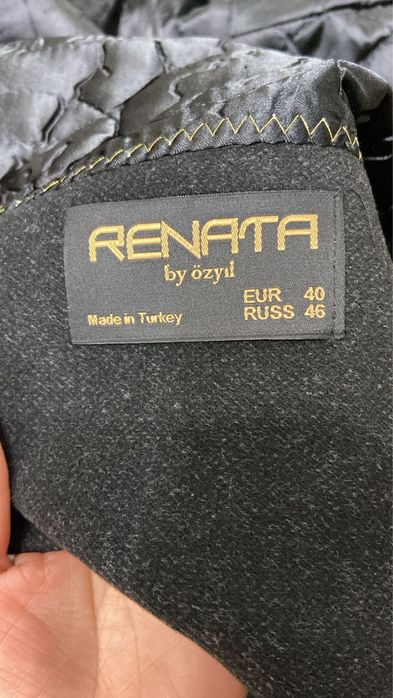 RENATA
by özyıl
EUR 40
Made in Turkey RUSS 46